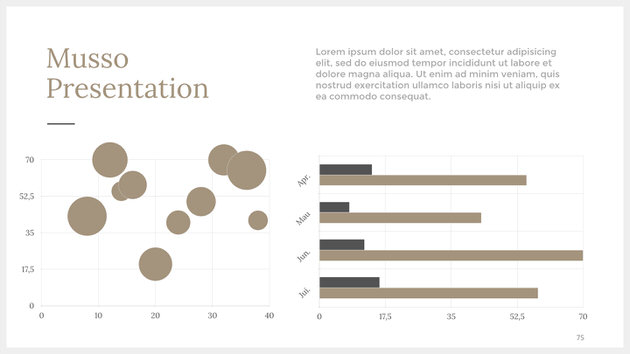 Musso
Presentation
Lorem ipsum dolor sit amet, consectetur adipisicing
elit, sed do eiusmod tempor incididunt ut labore et
dolore magna aliqua. Ut enim ad minim veniam, quis
nostrud exercitation ullamco laboris nisi ut aliquip ex
ea commodo consequat.
70
52,5
35
17,5
0
0 10 20 30 40
Apr.
Mau
Jun.
Jui.
0 17,5 35 52,5 70
75